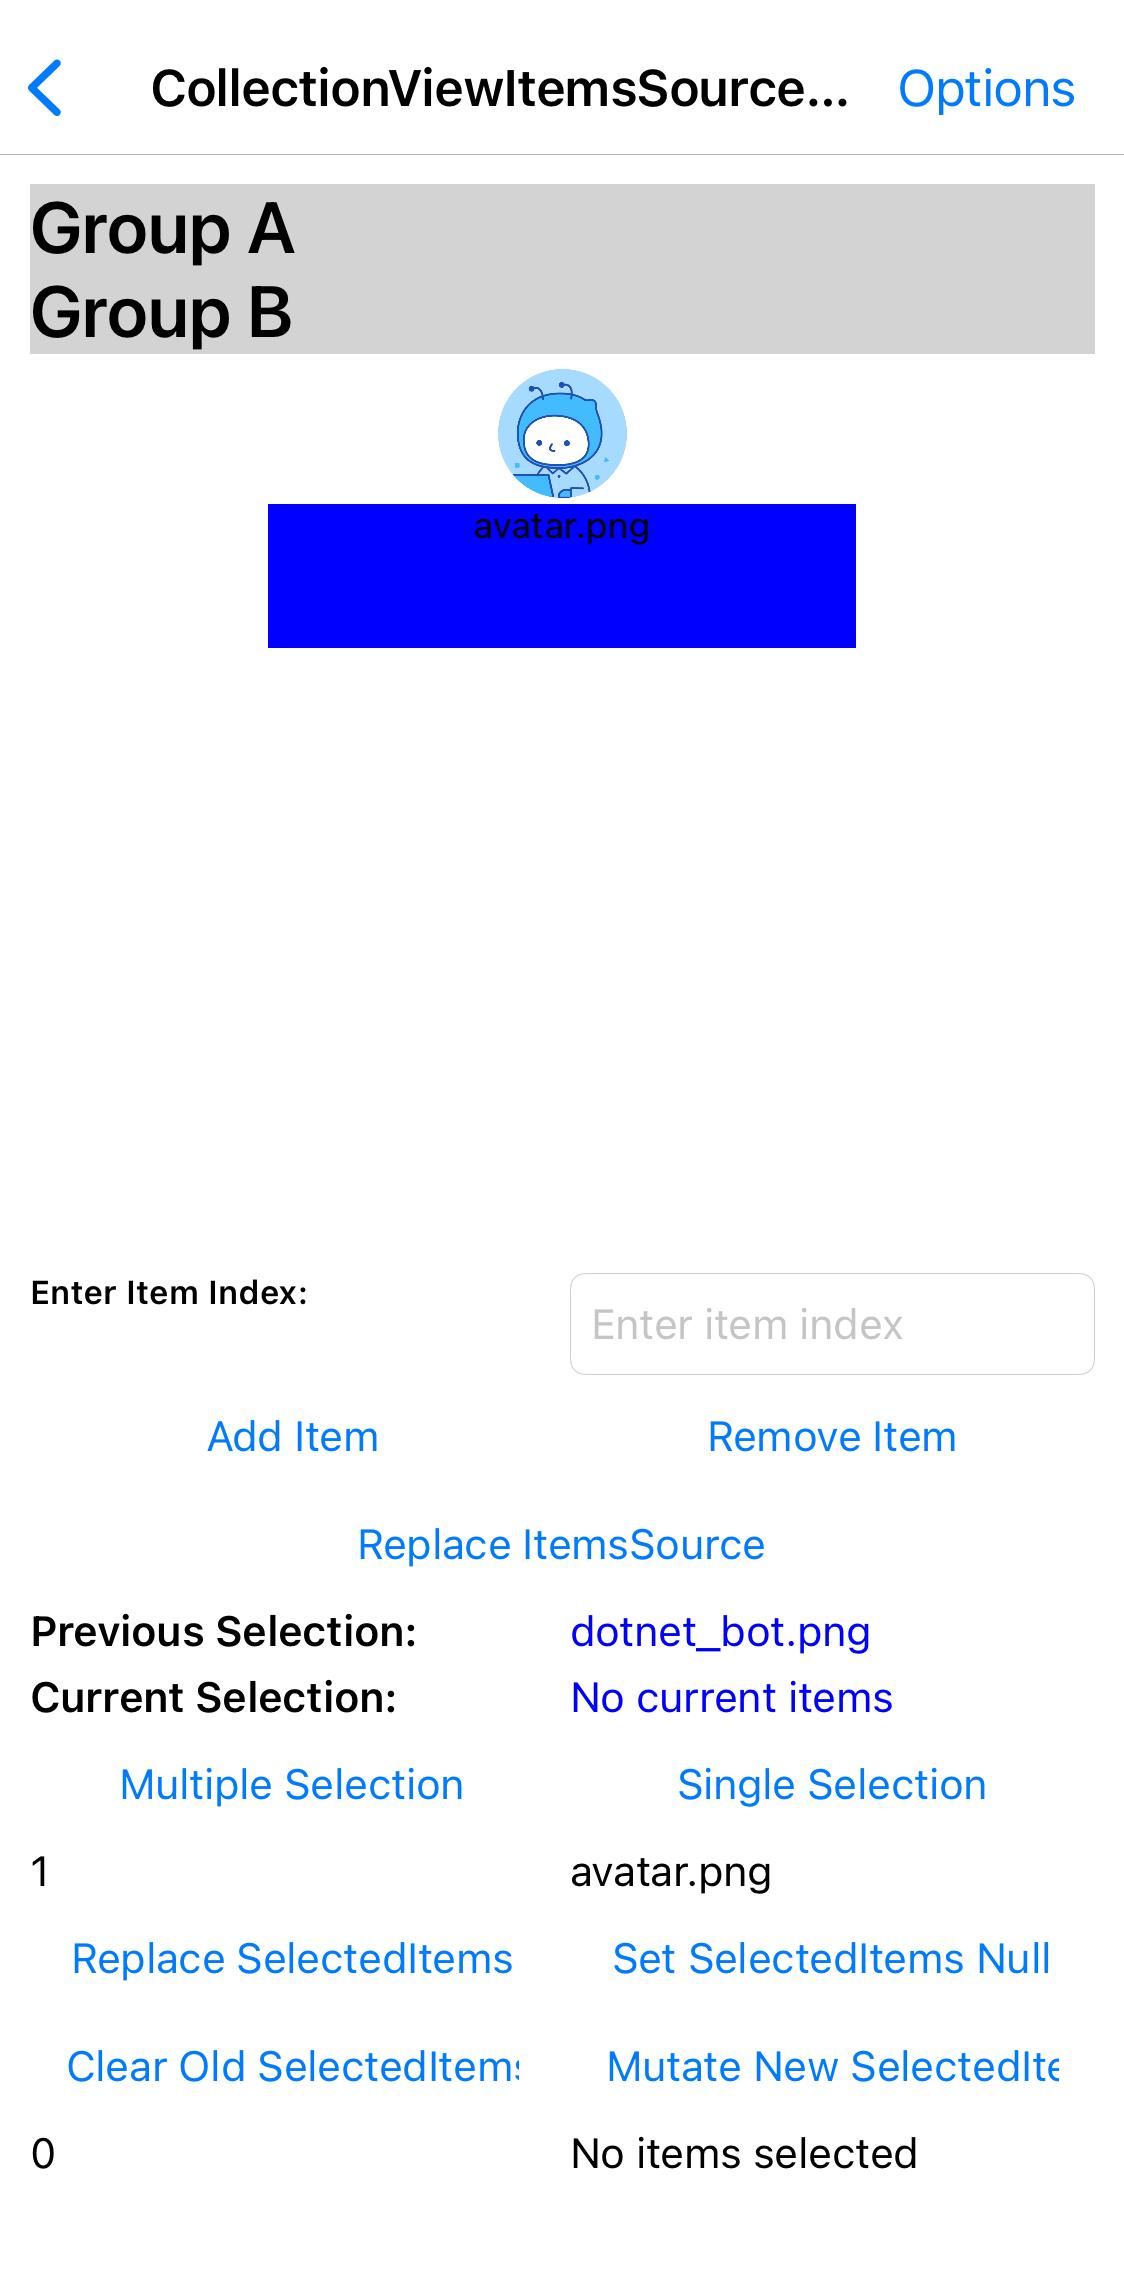 CollectionViewItemsSource...
Options
Group A
Group B
avatar.png
Enter Item Index:
Enter item index
Add Item
Remove Item
Replace ItemsSource
Previous Selection:
dotnet_bot.png
Current Selection:
No current items
Multiple Selection
Single Selection
1
avatar.png
Replace SelectedItems
Set SelectedItems Null
Clear Old SelectedItems
Mutate New SelectedIte
0
No items selected